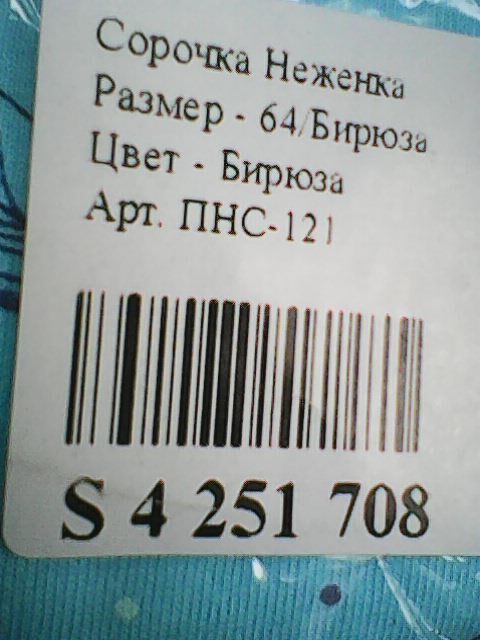 Сорочка Неженка
Размер - 64/Бирюза
Цвет - Бирюза
Арт. ПНС-121
S 4 251 708